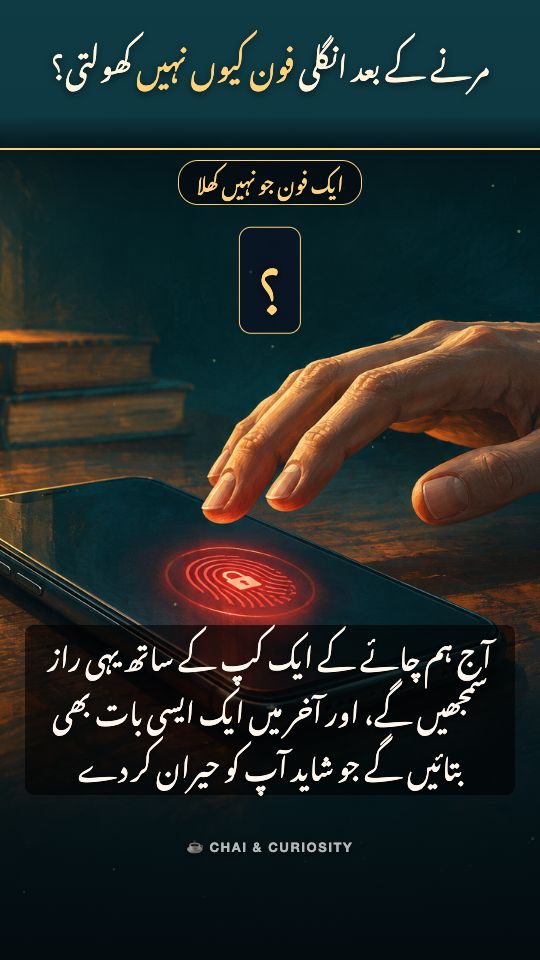 مرنے کے بعد انگلی فون کیوں نہیں کھولتی؟
ایک فون جو نہیں کھلا
؟
آج ہم چائے کے ایک کپ کے ساتھ یہی راز
سمجھیں گے، اور آخر میں ایک ایسی بات بھی
بتائیں گے جو شاید آپ کو حیران کر دے
☕ CHAI & CURIOSITY